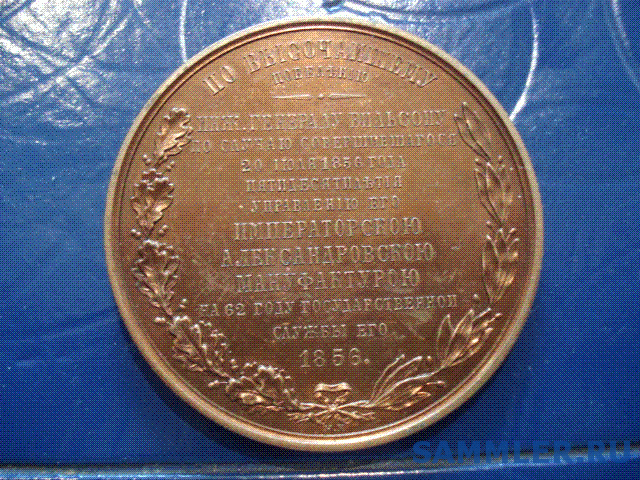 ПО ВЫСОЧАЙШЕМУ
ПОВЕЛѢНІЮ
ИНЖ. ГЕНЕРАЛУ ВИЛЬСОНУ
ПО СЛУЧАЮ СОВЕРШИВШАГОСЯ
20 ІЮЛЯ 1856 ГОДА
ПЯТИДЕСЯТИЛѢТІЯ
УПРАВЛЕНІЮ ЕГО
ИМПЕРАТОРСКОЮ
АЛЕКСАНДРОВСКОЮ
МАНУФАКТУРОЮ
НА 62 ГОДУ ГОСУДАРСТВЕННОЙ
СЛУЖБЫ ЕГО
1856.
SAMMLER.RU